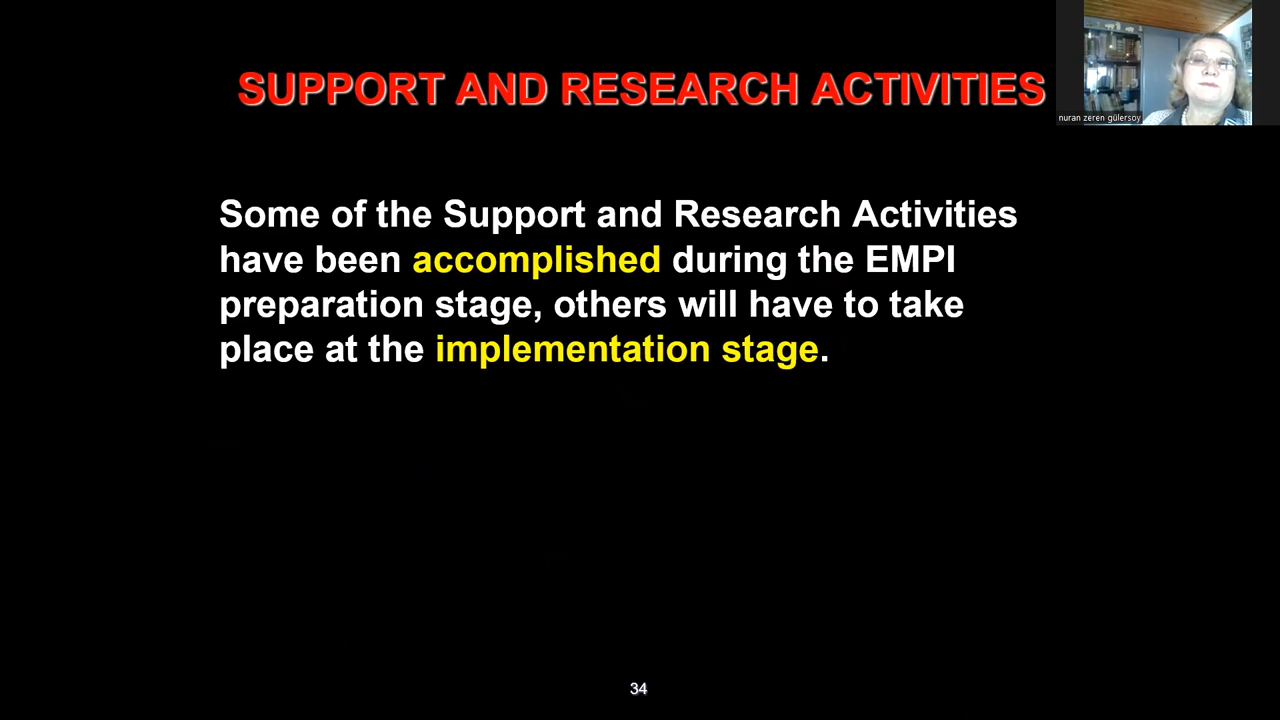 SUPPORT AND RESEARCH ACTIVITIES
nuran zeren gülersoy
Some of the Support and Research Activities
have been accomplished during the EMPI
preparation stage, others will have to take
place at the implementation stage.
34